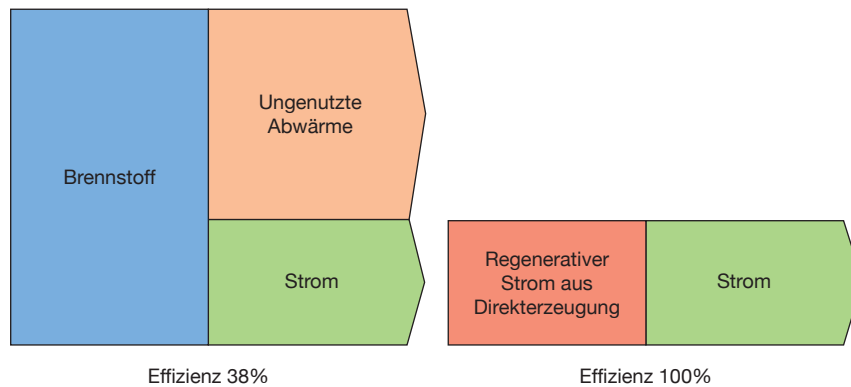 Ungenutzte
Abwärme
Brennstoff
Strom
Regenerativer
Strom aus
Direkterzeugung
Strom
Effizienz 38%
Effizienz 100%